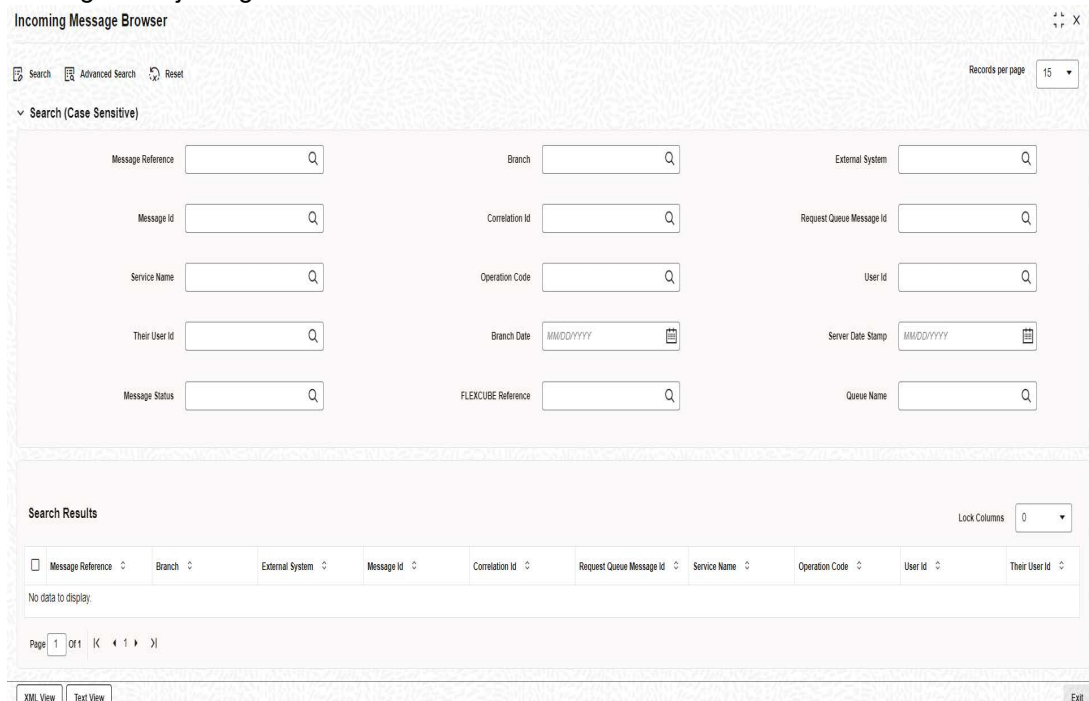 Incoming Message Browser
Search Advanced Search Reset
Records per page 15
Search (Case Sensitive)
Message Reference Branch External System
Message Id Correlation Id Request Queue Message Id
Service Name Operation Code User Id
Their User Id Branch Date MM/DD/YYYY Server Date Stamp MM/DD/YYYY
Message Status FLEXCUBE Reference Queue Name
Search Results
Lock Columns 0
Message Reference Branch External System Message Id Correlation Id Request Queue Message Id Service Name Operation Code User Id Their User Id
No data to display.
Page 1 Of 1 1
XML View Text View Exit